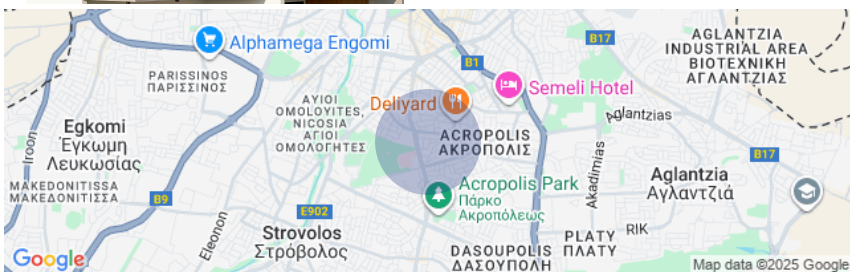 Alphamega Engomi
B1
B17
AGLANTZIA
INDUSTRIAL AREA
ΒΙΟΤΕΧΝΙΚΗ
ΑΓΛΑΝΤΖΙΑΣ
PARISSINOS
ΠΑΡΙΣΣΙΝΟΣ
Semeli Hotel
Deliyard
ΑΥΙΟΙ
OMOLOYITES,
NICOSIA
ΑΓΙΟΙ
ΟΜΟΛΟΓΗΤΕΣ
Aglantzias
Egkomi
Έγκωμη
Λευκωσίας
Iroon
ACROPOLIS
ΑΚΡΟΠΟΛΙΣ
B17
Akadimias
Aglantzia
Αγλαντζιά
MAKEDONITISSA
ΜΑΚΕΔΟΝΙΤΙΣΣΑ
B9
E902
Acropolis Park
Πάρκο
Ακροπόλεως
Eleonon
Strovolos
Στρόβολος
PLATY
ΠΛΑΤΥ
RIK
DASOUPOLIS
ΔΑΣΟΥΠΟΛΗ
Google
Map data ©2025 Google